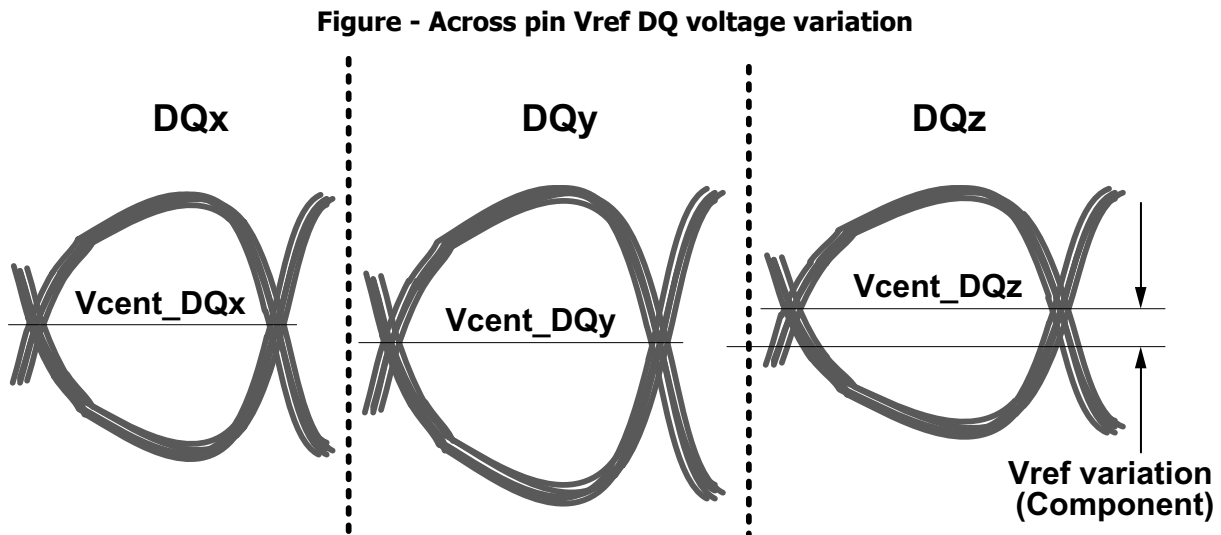 Figure - Across pin Vref DQ voltage variation
DQx
DQy
DQz
Vcent_DQx
Vcent_DQy
Vcent_DQz
Vref variation
(Component)